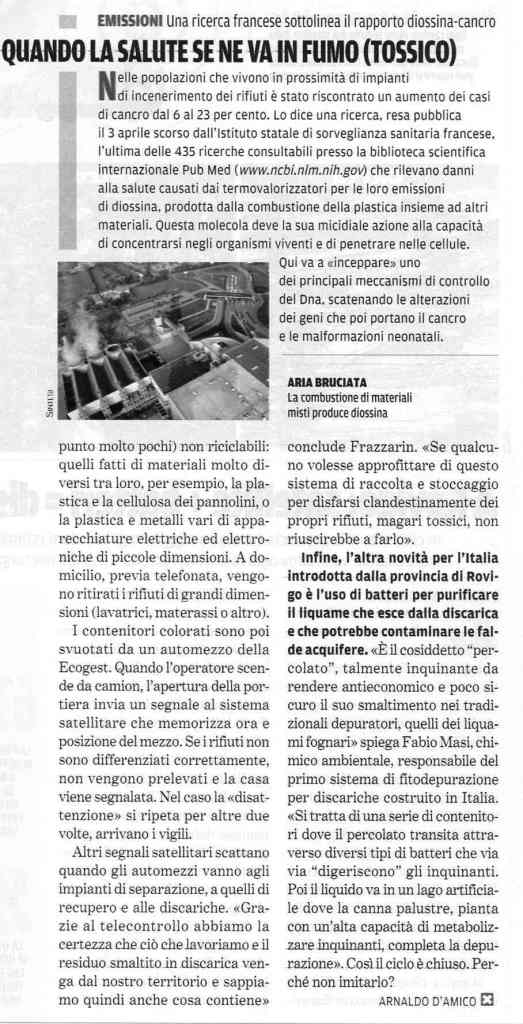 EMISSIONI Una ricerca francese sottolinea il rapporto diossina-cancro
QUANDO LA SALUTE SE NE VA IN FUMO (TOSSICO)
Nelle popolazioni che vivono in prossimità di impianti
di incenerimento dei rifiuti è stato riscontrato un aumento dei casi
di cancro dal 6 al 23 per cento. Lo dice una ricerca, resa pubblica
il 3 aprile scorso dall'Istituto statale di sorveglianza sanitaria francese,
l'ultima delle 435 ricerche consultabili presso la biblioteca scientifica
internazionale Pub Med (www.ncbi.nlm.nih.gov) che rilevano danni
alla salute causati dai termovalorizzatori per le loro emissioni
di diossina, prodotta dalla combustione della plastica insieme ad altri
materiali. Questa molecola deve la sua micidiale azione alla capacità
di concentrarsi negli organismi viventi e di penetrare nelle cellule.
Qui va a «inceppare» uno
dei principali meccanismi di controllo
del Dna, scatenando le alterazioni
dei geni che poi portano il cancro
e le malformazioni neonatali.
ARIA BRUCIATA
La combustione di materiali
misti produce diossina
punto molto pochi) non riciclabili:
quelli fatti di materiali molto di-
versi tra loro, per esempio, la pla-
stica e la cellulosa dei pannolini, o
la plastica e metalli vari di appa-
recchiature elettriche ed elettro-
niche di piccole dimensioni. A do-
micilio, previa telefonata, vengo-
no ritirati i rifiuti di grandi dimen-
sioni (lavatrici, materassi o altro).
I contenitori colorati sono poi
svuotati da un automezzo della
Ecogest. Quando l'operatore scen-
de da camion, l'apertura della por-
tiera invia un segnale al sistema
satellitare che memorizza ora e
posizione del mezzo. Se i rifiuti non
sono differenziati correttamente,
non vengono prelevati e la casa
viene segnalata. Nel caso la «disat-
tenzione» si ripeta per altre due
volte, arrivano i vigili.
Altri segnali satellitari scattano
quando gli automezzi vanno agli
impianti di separazione, a quelli di
recupero e alle discariche. «Gra-
zie al telecontrollo abbiamo la
certezza che ciò che lavoriamo e il
residuo smaltito in discarica ven-
ga dal nostro territorio e sappia-
mo quindi anche cosa contiene»
conclude Frazzarin. «Se qualcu-
no volesse approfittare di questo
sistema di raccolta e stoccaggio
per disfarsi clandestinamente dei
propri rifiuti, magari tossici, non
riuscirebbe a farlo».
Infine, l'altra novità per l'Italia
introdotta dalla provincia di Rovi-
go è l'uso di batteri per purificare
il liquame che esce dalla discarica
e che potrebbe contaminare le fal-
de acquifere. «È il cosiddetto "per-
colato", talmente inquinante da
rendere antieconomico e poco si-
curo il suo smaltimento nei tradi-
zionali depuratori, quelli dei liqua-
mi fognari» spiega Fabio Masi, chi-
mico ambientale, responsabile del
primo sistema di fitodepurazione
per discariche costruito in Italia.
«Si tratta di una serie di contenito-
ri dove il percolato transita attra-
verso diversi tipi di batteri che via
via "digeriscono" gli inquinanti.
Poi il liquido va in un lago artificia-
le dove la canna palustre, pianta
con un'alta capacità di metaboliz-
zare inquinanti, completa la depu-
razione». Così il ciclo è chiuso. Per-
ché non imitarlo?
ARNALDO D'AMICO